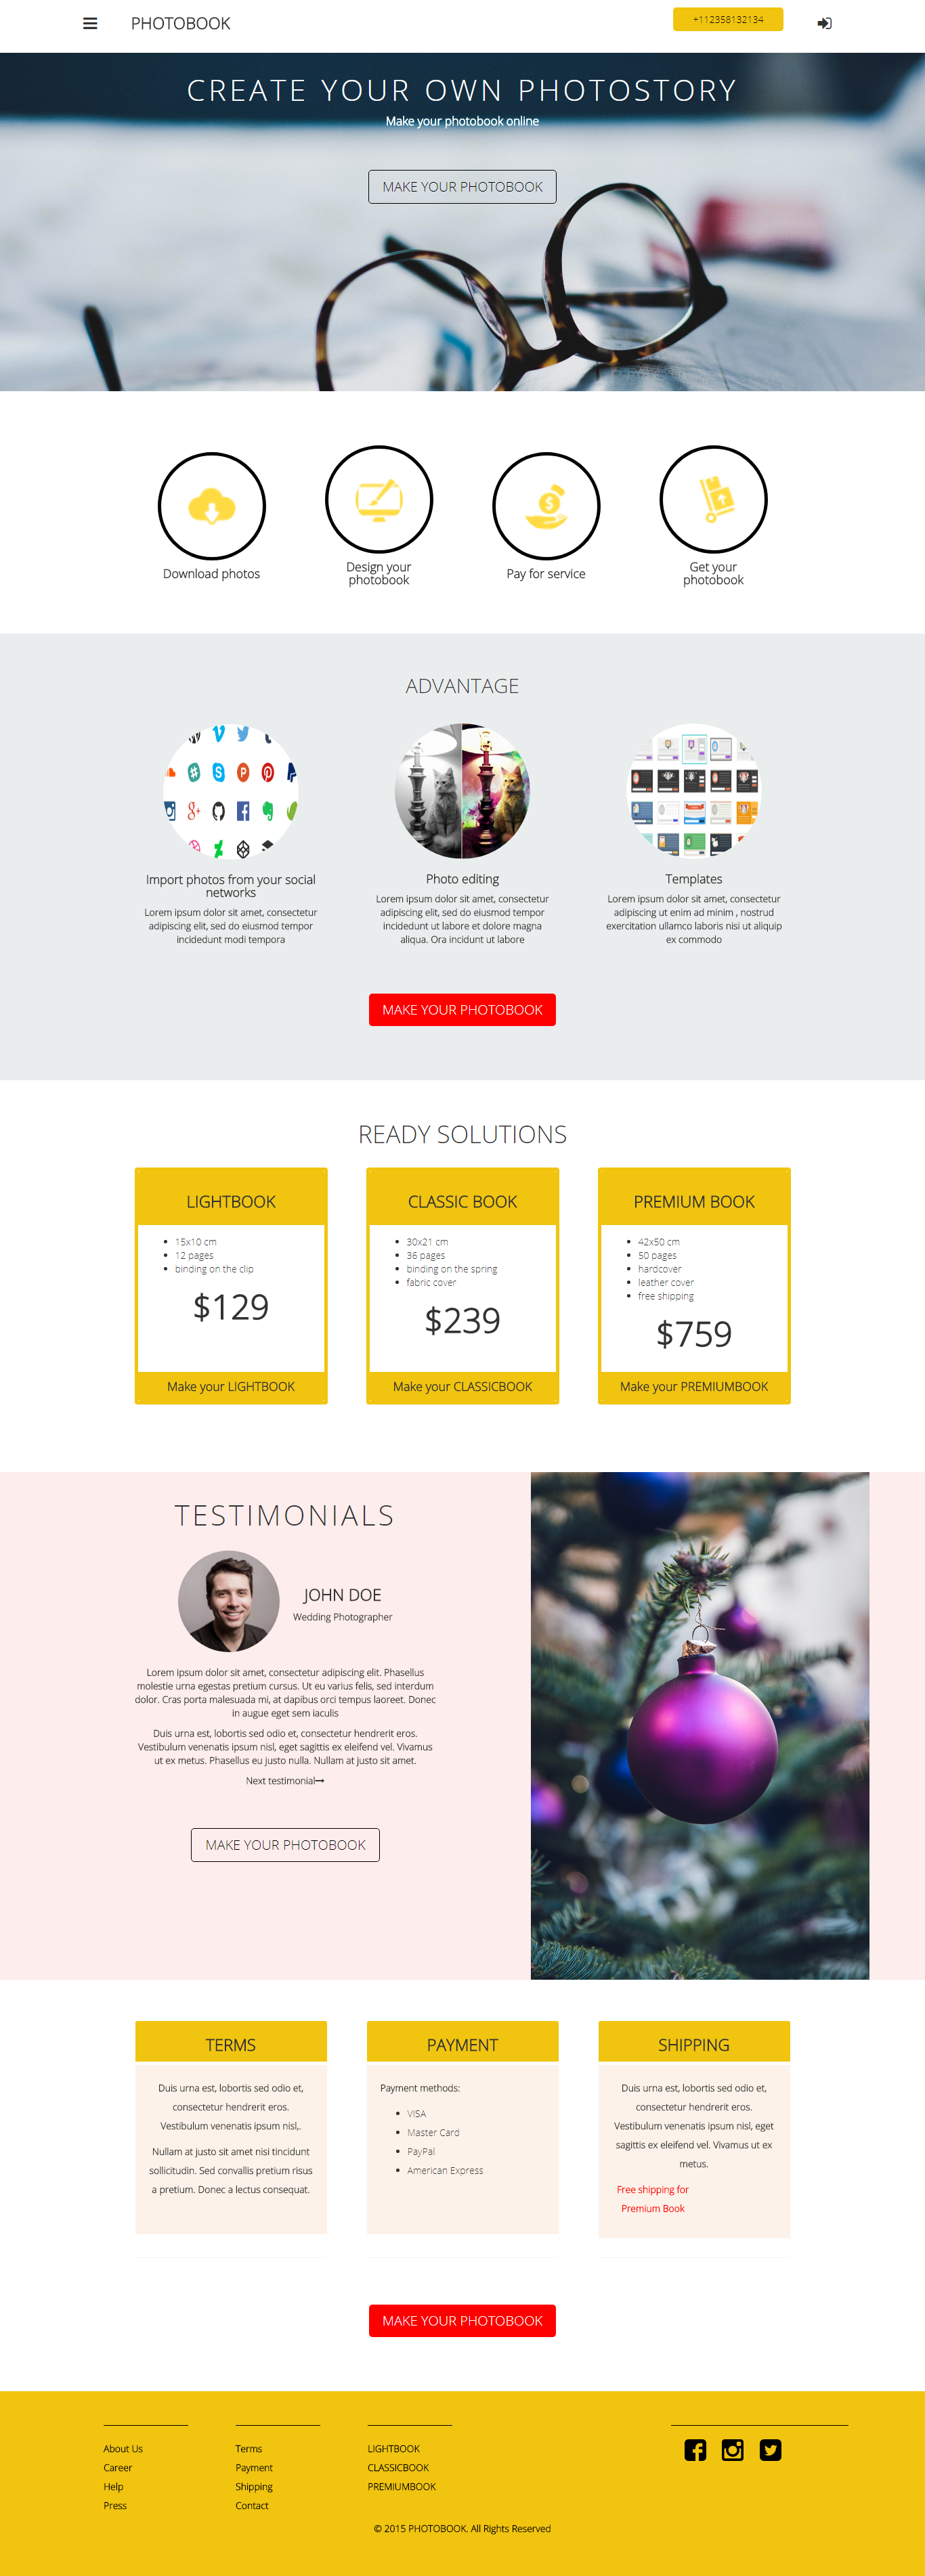 PHOTOBOOK
+112358132134
CREATE YOUR OWN PHOTOSTORY
Make your photobook online
MAKE YOUR PHOTOBOOK
Download photos
Design your
photobook
Pay for service
Get your
photobook
ADVANTAGE
Import photos from your social
networks
Lorem ipsum dolor sit amet, consectetur
adipiscing elit, sed do eiusmod tempor
incidedunt modi tempora
Photo editing
Lorem ipsum dolor sit amet, consectetur
adipiscing elit, sed do eiusmod tempor
incidedunt ut labore et dolore magna
aliqua. Ora incidunt ut labore
Templates
Lorem ipsum dolor sit amet, consectetur
adipiscing ut enim ad minim , nostrud
exercitation ullamco laboris nisi ut aliquip
ex commodo
MAKE YOUR PHOTOBOOK
READY SOLUTIONS
LIGHTBOOK
15x10 cm
12 pages
binding on the clip
$129
Make your LIGHTBOOK
CLASSIC BOOK
30x21 cm
36 pages
binding on the spring
fabric cover
$239
Make your CLASSICBOOK
PREMIUM BOOK
42x50 cm
50 pages
hardcover
leather cover
free shipping
$759
Make your PREMIUMBOOK
TESTIMONIALS
JOHN DOE
Wedding Photographer
Lorem ipsum dolor sit amet, consectetur adipiscing elit. Phasellus
molestie urna egestas pretium cursus. Ut eu varius felis, sed interdum
dolor. Cras porta malesuada mi, at dapibus orci tempus laoreet. Donec
in augue eget sem iaculis
Duis urna est, lobortis sed odio et, consectetur hendrerit eros.
Vestibulum venenatis ipsum nisl, eget sagittis ex eleifend vel. Vivamus
ut ex metus. Phasellus eu justo nulla. Nullam at justo sit amet.
Next testimonial
MAKE YOUR PHOTOBOOK
TERMS
Duis urna est, lobortis sed odio et,
consectetur hendrerit eros.
Vestibulum venenatis ipsum nisl,.
Nullam at justo sit amet nisi tincidunt
sollicitudin. Sed convallis pretium risus
a pretium. Donec a lectus consequat.
PAYMENT
Payment methods:
VISA
Master Card
PayPal
American Express
SHIPPING
Duis urna est, lobortis sed odio et,
consectetur hendrerit eros.
Vestibulum venenatis ipsum nisl, eget
sagittis ex eleifend vel. Vivamus ut ex
metus.
Free shipping for
Premium Book
MAKE YOUR PHOTOBOOK
About Us
Career
Help
Press
Terms
Payment
Shipping
Contact
LIGHTBOOK
CLASSICBOOK
PREMIUMBOOK
© 2015 PHOTOBOOK. All Rights Reserved